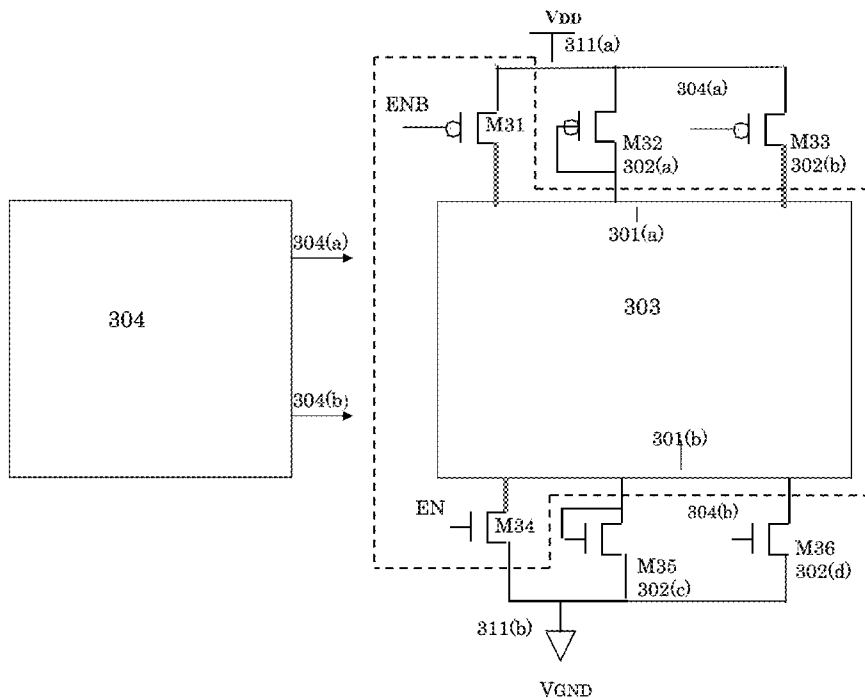 VDD
311(a)
304(a)
ENB
M31
M32
302(a)
M33
302(b)
301(a)
304(a)
304
303
304(b)
301(b)
EN
M34
304(b)
M35
302(c)
M36
302(d)
311(b)
VGND